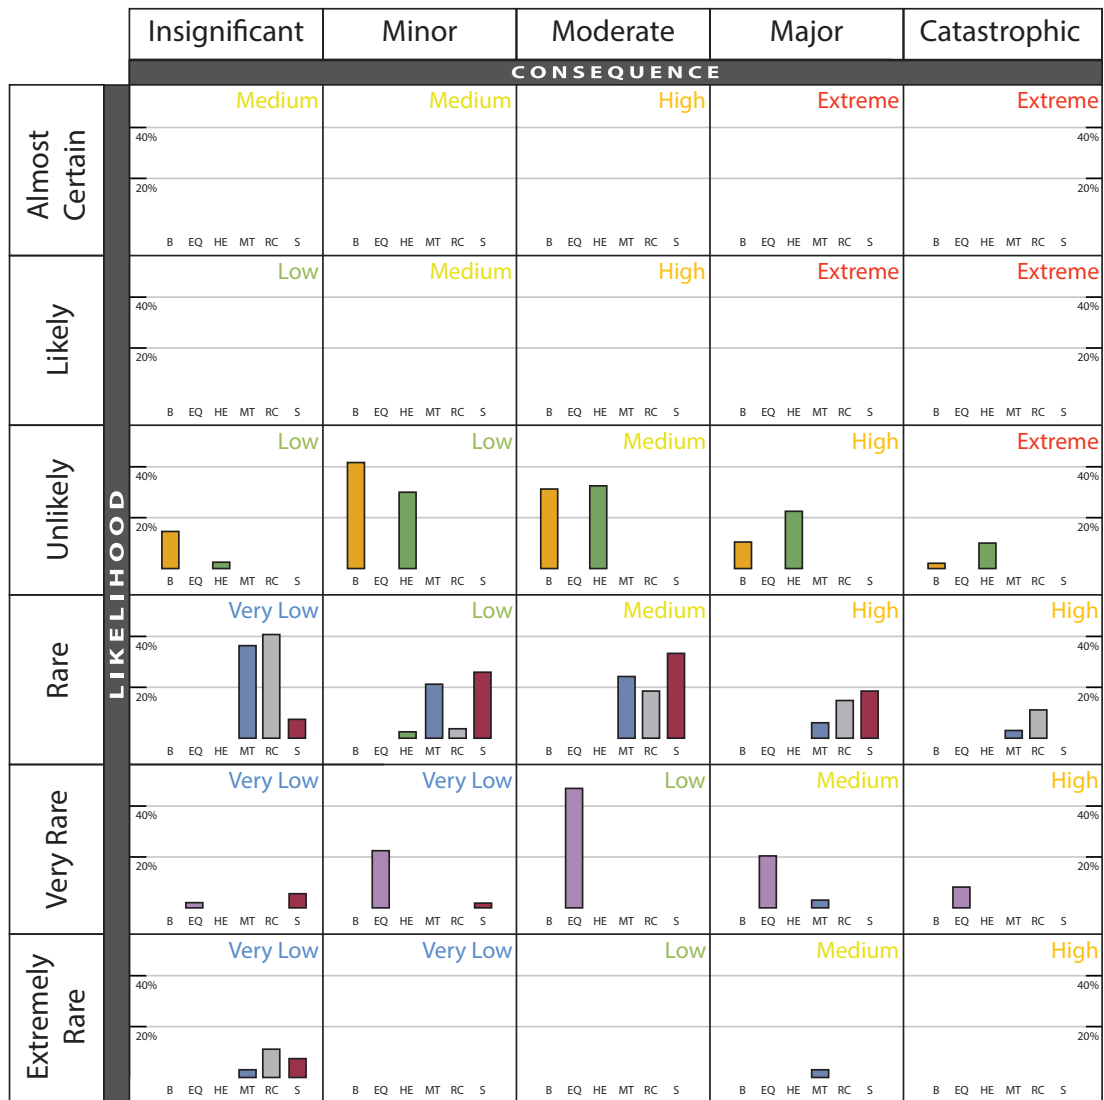 Insignificant Minor Moderate Major Catastrophic
CONSEQUENCE
LIKELIHOOD
Almost
Certain
Medium Medium High Extreme Extreme
40% 40%
20% 20%
B EQ HE MT RC S B EQ HE MT RC S B EQ HE MT RC S B EQ HE MT RC S B EQ HE MT RC S
Likely
Low Medium High Extreme Extreme
40% 40%
20% 20%
B EQ HE MT RC S B EQ HE MT RC S B EQ HE MT RC S B EQ HE MT RC S B EQ HE MT RC S
Unlikely
Low Low Medium High Extreme
40% 40%
20% 20%
B EQ HE MT RC S B EQ HE MT RC S B EQ HE MT RC S B EQ HE MT RC S B EQ HE MT RC S
Rare
Very Low Low Medium High High
40% 40%
20% 20%
B EQ HE MT RC S B EQ HE MT RC S B EQ HE MT RC S B EQ HE MT RC S B EQ HE MT RC S
Very Rare
Very Low Very Low Low Medium High
40% 40%
20% 20%
B EQ HE MT RC S B EQ HE MT RC S B EQ HE MT RC S B EQ HE MT RC S B EQ HE MT RC S
Extremely
Rare
Very Low Very Low Low Medium High
40% 40%
20% 20%
B EQ HE MT RC S B EQ HE MT RC S B EQ HE MT RC S B EQ HE MT RC S B EQ HE MT RC S